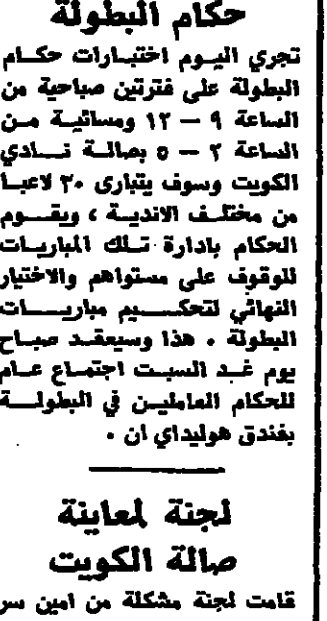 حكام البطولة
تجري اليوم اختبارات حكام
البطولة على فترتين صباحية من
الساعة ٩ — ١٢ ومسائية من
الساعة ٢ — ٥ بصالة نادي
الكويت وسوف يتبارى ٢٠ لاعبا
من مختلف الاندية ، ويقوم
الحكام بادارة تلك المباريات
للوقوف على مستواهم والاختيار
النهائي لتحكيم مباريات
البطولة . هذا وسيعقد صباح
يوم غد السبت اجتماع عام
للحكام العاملين في البطولة
بفندق هوليداي ان .
لجنة لمعاينة
صالة الكويت
قامت لجنة مشكلة من امين سر